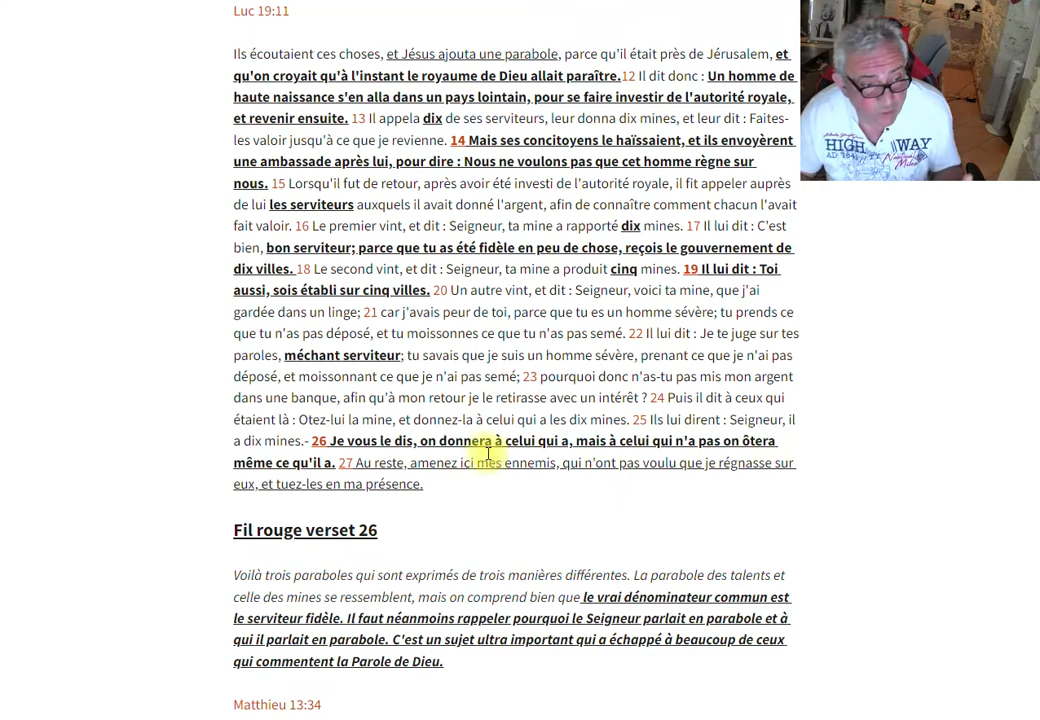 Luc 19:11
Ils écoutaient ces choses, et Jésus ajouta une parabole, parce qu'il était près de Jérusalem, et
qu'on croyait qu'à l'instant le royaume de Dieu allait paraître.12 Il dit donc : Un homme de
haute naissance s'en alla dans un pays lointain, pour se faire investir de l'autorité royale,
et revenir ensuite. 13 Il appela dix de ses serviteurs, leur donna dix mines, et leur dit : Faites-
les valoir jusqu'à ce que je revienne. 14 Mais ses concitoyens le haïssaient, et ils envoyèrent
une ambassade après lui, pour dire : Nous ne voulons pas que cet homme règne sur
nous. 15 Lorsqu'il fut de retour, après avoir été investi de l'autorité royale, il fit appeler auprès
de lui les serviteurs auxquels il avait donné l'argent, afin de connaître comment chacun l'avait
fait valoir. 16 Le premier vint, et dit : Seigneur, ta mine a rapporté dix mines. 17 Il lui dit : C'est
bien, bon serviteur; parce que tu as été fidèle en peu de chose, reçois le gouvernement de
dix villes. 18 Le second vint, et dit : Seigneur, ta mine a produit cinq mines. 19 Il lui dit : Toi
aussi, sois établi sur cinq villes. 20 Un autre vint, et dit : Seigneur, voici ta mine, que j'ai
gardée dans un linge; 21 car j'avais peur de toi, parce que tu es un homme sévère; tu prends ce
que tu n'as pas déposé, et tu moissonnes ce que tu n'as pas semé. 22 Il lui dit : Je te juge sur tes
paroles, méchant serviteur; tu savais que je suis un homme sévère, prenant ce que je n'ai pas
déposé, et moissonnant ce que je n'ai pas semé; 23 pourquoi donc n'as-tu pas mis mon argent
dans une banque, afin qu'à mon retour je le retirasse avec un intérêt ? 24 Puis il dit à ceux qui
étaient là : Otez-lui la mine, et donnez-la à celui qui a les dix mines. 25 Ils lui dirent : Seigneur, il
a dix mines.- 26 Je vous le dis, on donnera à celui qui a, mais à celui qui n'a pas on ôtera
même ce qu'il a. 27 Au reste, amenez ici mes ennemis, qui n'ont pas voulu que je régnasse sur
eux, et tuez-les en ma présence.
Fil rouge verset 26
Voilà trois paraboles qui sont exprimés de trois manières différentes. La parabole des talents et
celle des mines se ressemblent, mais on comprend bien que le vrai dénominateur commun est
le serviteur fidèle. Il faut néanmoins rappeler pourquoi le Seigneur parlait en parabole et à
qui il parlait en parabole. C'est un sujet ultra important qui a échappé à beaucoup de ceux
qui commentent la Parole de Dieu.
Matthieu 13:34
HIGH WAY